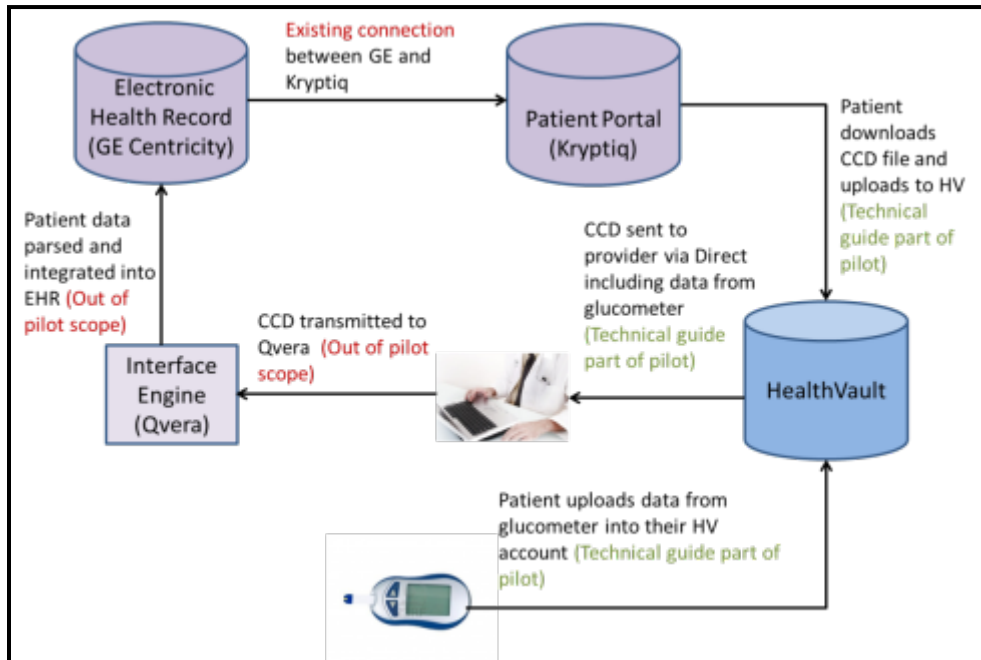 Existing connection
between GE and
Kryptiq
Electronic
Health Record
(GE Centricity)
Patient Portal
(Kryptiq)
Patient
downloads
CCD file and
uploads to HV
(Technical
guide part of
pilot)
Patient data
parsed and
integrated into
EHR (Out of
pilot scope)
CCD sent to
provider via Direct
including data from
glucometer
(Technical guide
part of pilot)
CCD transmitted to
Qvera (Out of pilot
scope)
Interface
Engine
(Qvera)
HealthVault
Patient uploads data from
glucometer into their HV
account (Technical guide part of
pilot)